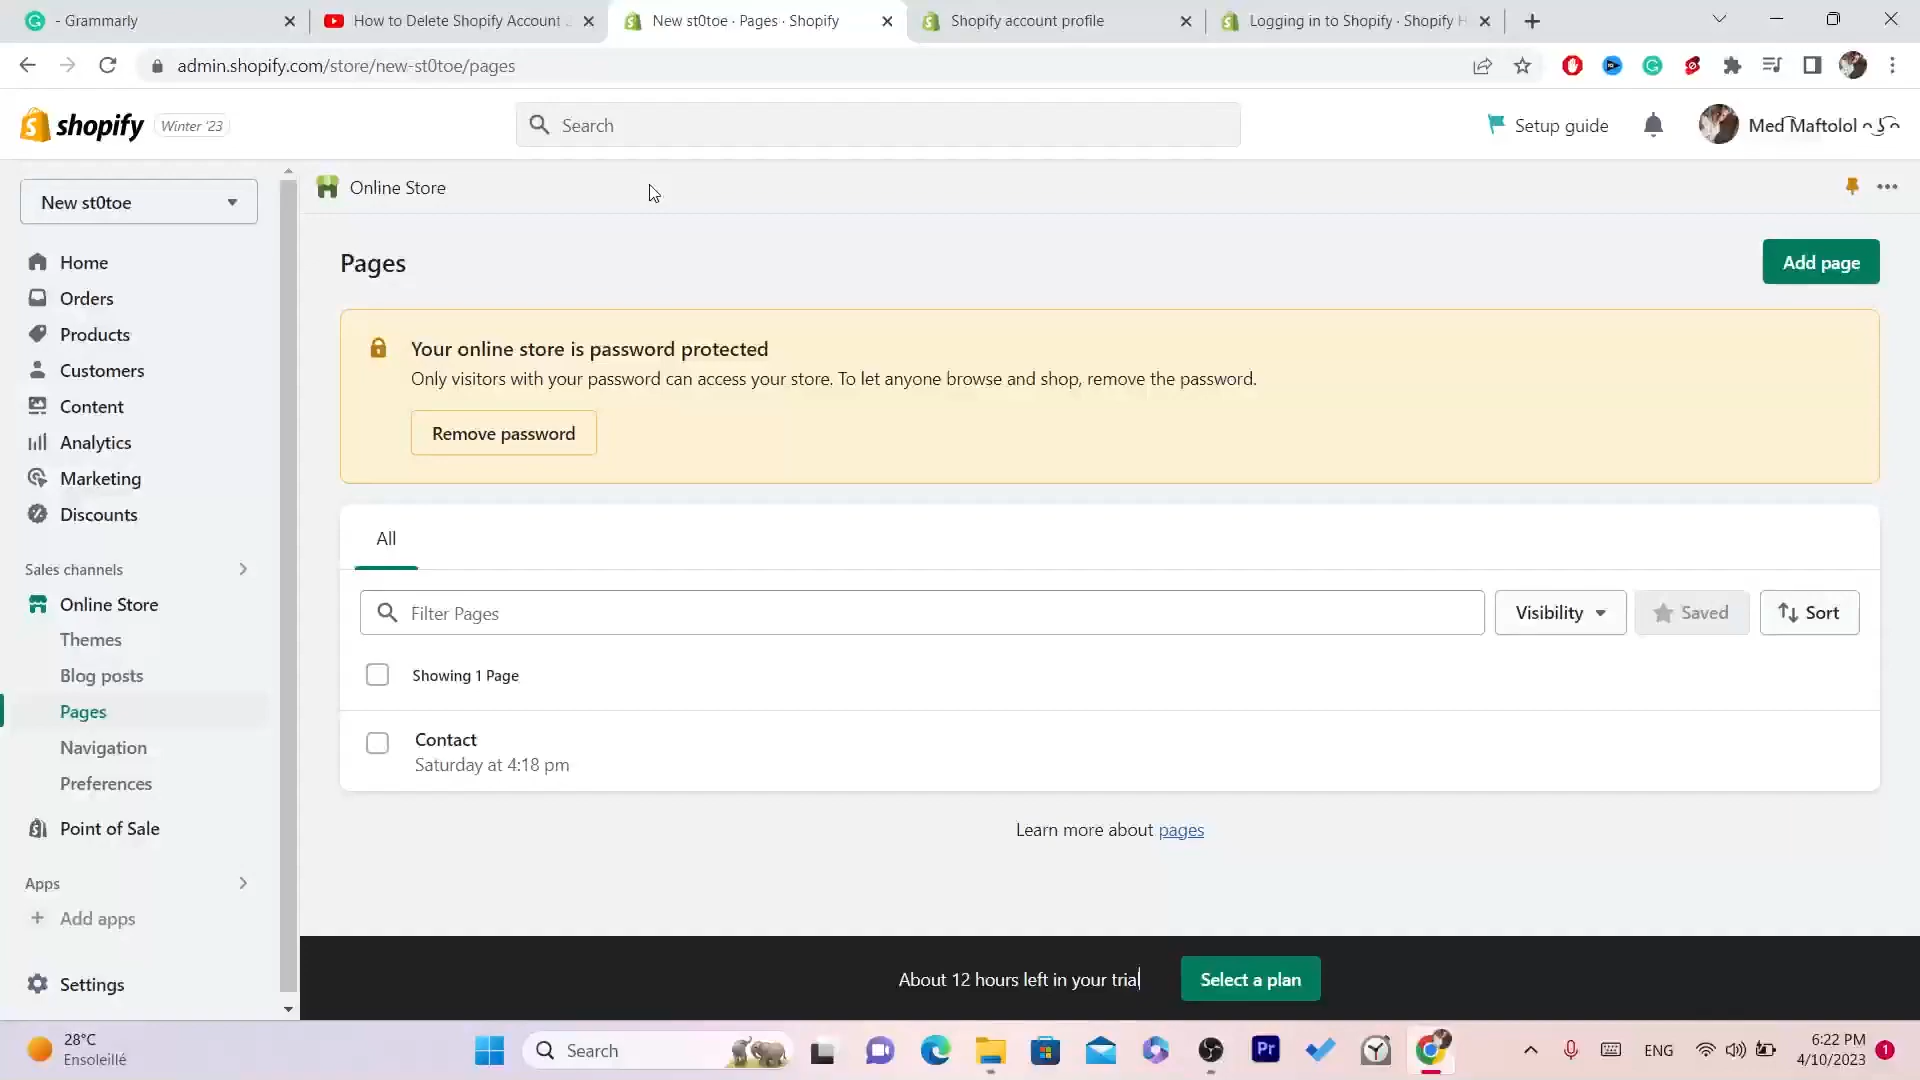 - Grammarly
How to Delete Shopify Account
New st0toe · Pages · Shopify
Shopify account profile
Logging in to Shopify · Shopify H
admin.shopify.com/store/new-st0toe/pages
shopify
Winter '23
Search
Setup guide
New st0toe
Online Store
Home
Orders
Products
Customers
Content
Analytics
Marketing
Discounts
Sales channels
Online Store
Themes
Blog posts
Pages
Navigation
Preferences
Point of Sale
Apps
Add apps
Settings
Pages
Add page
Your online store is password protected
Only visitors with your password can access your store. To let anyone browse and shop, remove the password.
Remove password
All
Filter Pages
Visibility
Saved
Sort
Showing 1 Page
Contact
Saturday at 4:18 pm
Learn more about pages
About 12 hours left in your trial
Select a plan
28°C
Ensoleillé
Search
Pr
ENG
6:22 PM
4/10/2023
1